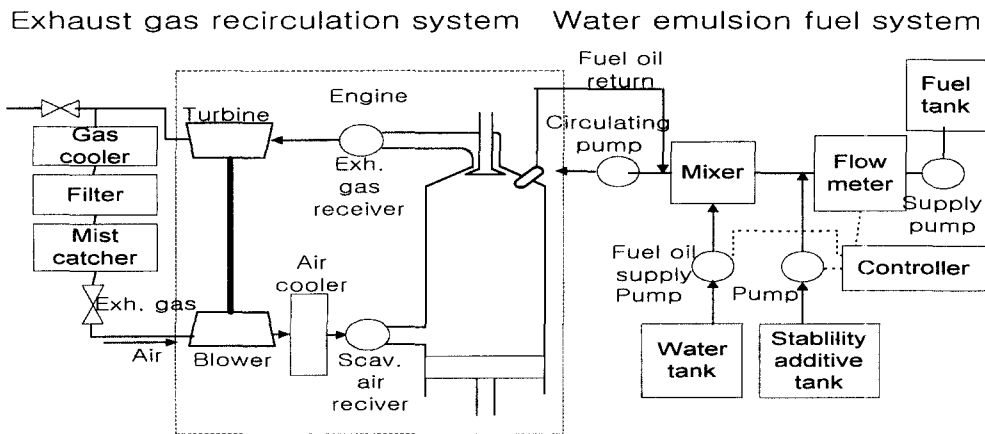 Exhaust gas recirculation system
Water emulsion fuel system
Fuel oil
return
Fuel
tank
Engine
Turbine
Gas
cooler
Circulating
pump
Exh.
gas
receiver
Mixer
Flow
meter
Filter
Supply
pump
Mist
catcher
Air
cooler
Fuel oil
supply
Pump
Pump
Controller
Exh. gas
Air
Blower
Scav.
air
reciver
Water
tank
Stablility
additive
tank